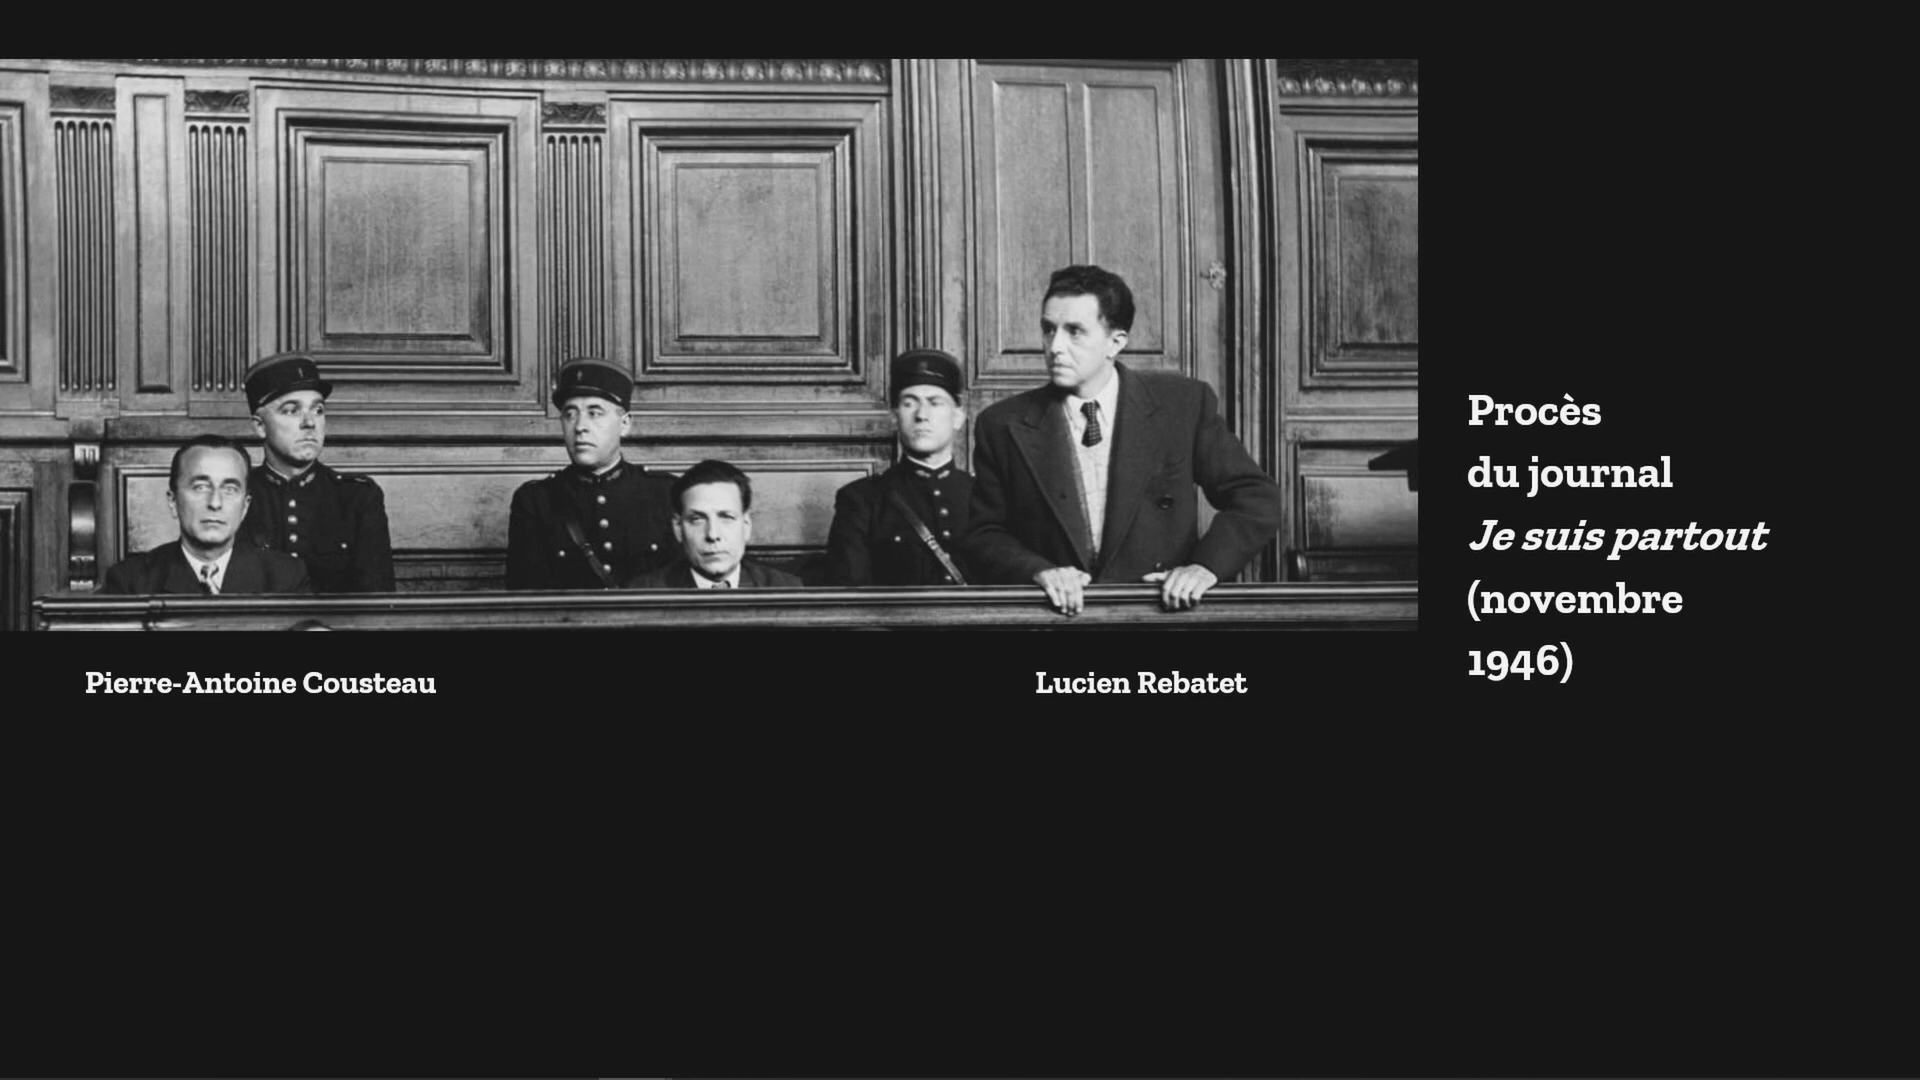 Procès
du journal
Je suis partout
(novembre
1946)
Pierre-Antoine Cousteau
Lucien Rebatet